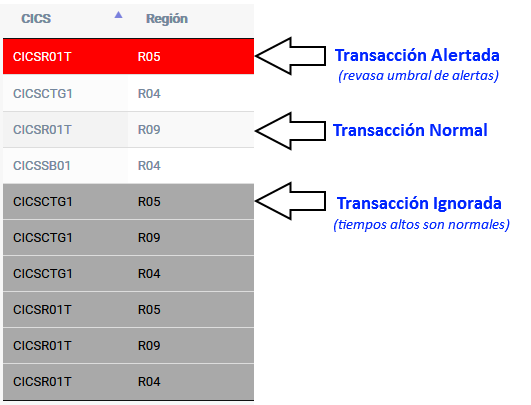 CICS Región
CICSR01T R05 Transacción Alertada
(revasa umbral de alertas)
CICSCTG1 R04
CICSR01T R09 Transacción Normal
CICSSB01 R04
CICSCTG1 R05 Transacción Ignorada
(tiempos altos son normales)
CICSCTG1 R09
CICSCTG1 R04
CICSR01T R05
CICSR01T R09
CICSR01T R04